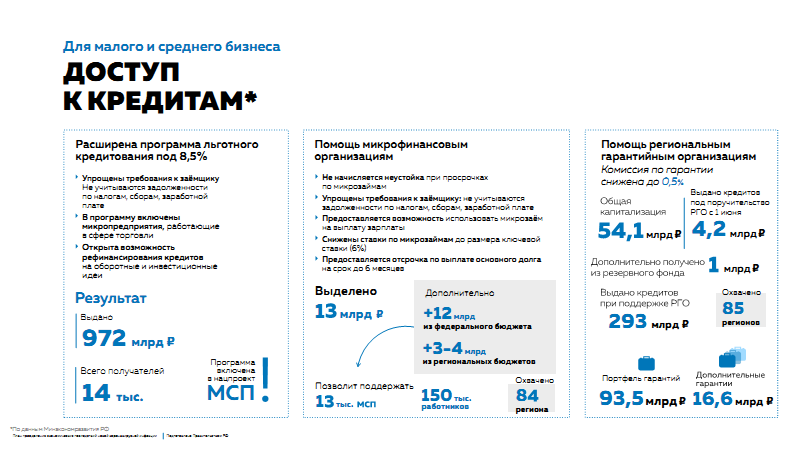 Для малого и среднего бизнеса
ДОСТУП
К КРЕДИТАМ*
Расширена программа льготного
кредитования под 8,5%
Упрощены требования к заёмщику
Не учитываются задолженности
по налогам, сборам, заработной
плате
В программу включены
микропредприятия, работающие
в сфере торговли
Открыта возможность
рефинансирования кредитов
на оборотные и инвестиционные
идеи
Результат
Выдано
972 млрд ₽
Всего получателей
14 тыс.
Программа
включена
в нацпроект
МСП!
Помощь микрофинансовым
организациям
Не начисляется неустойка при просрочках
по микрозаймам
Упрощены требования к заёмщику: не учитываются
задолженности по налогам, сборам, заработной плате
Предоставляется возможность использовать микрозаём
на выплату зарплаты
Снижены ставки по микрозаймам до размера ключевой
ставки (6%)
Предоставляется отсрочка по выплате основного долга
на срок до 6 месяцев
Выделено
13 млрд ₽
Дополнительно
+12 млрд
из федерального бюджета
+3-4 млрд
из региональных бюджетов
Позволит поддержать
13 тыс. МСП
150 тыс.
работников
Охвачено
84
региона
Помощь региональным
гарантийным организациям
Комиссия по гарантии
снижена до 0,5%
Общая
капитализация
54,1 млрд ₽
Выдано кредитов
под поручительство
РГО с 1 июня
4,2 млрд ₽
Дополнительно получено
из резервного фонда
1 млрд ₽
Выдано кредитов
при поддержке РГО
293 млрд ₽
Охвачено
85
регионов
Портфель гарантий
93,5 млрд ₽
Дополнительные
гарантии
16,6 млрд ₽
*По данным Минэкономразвития РФ